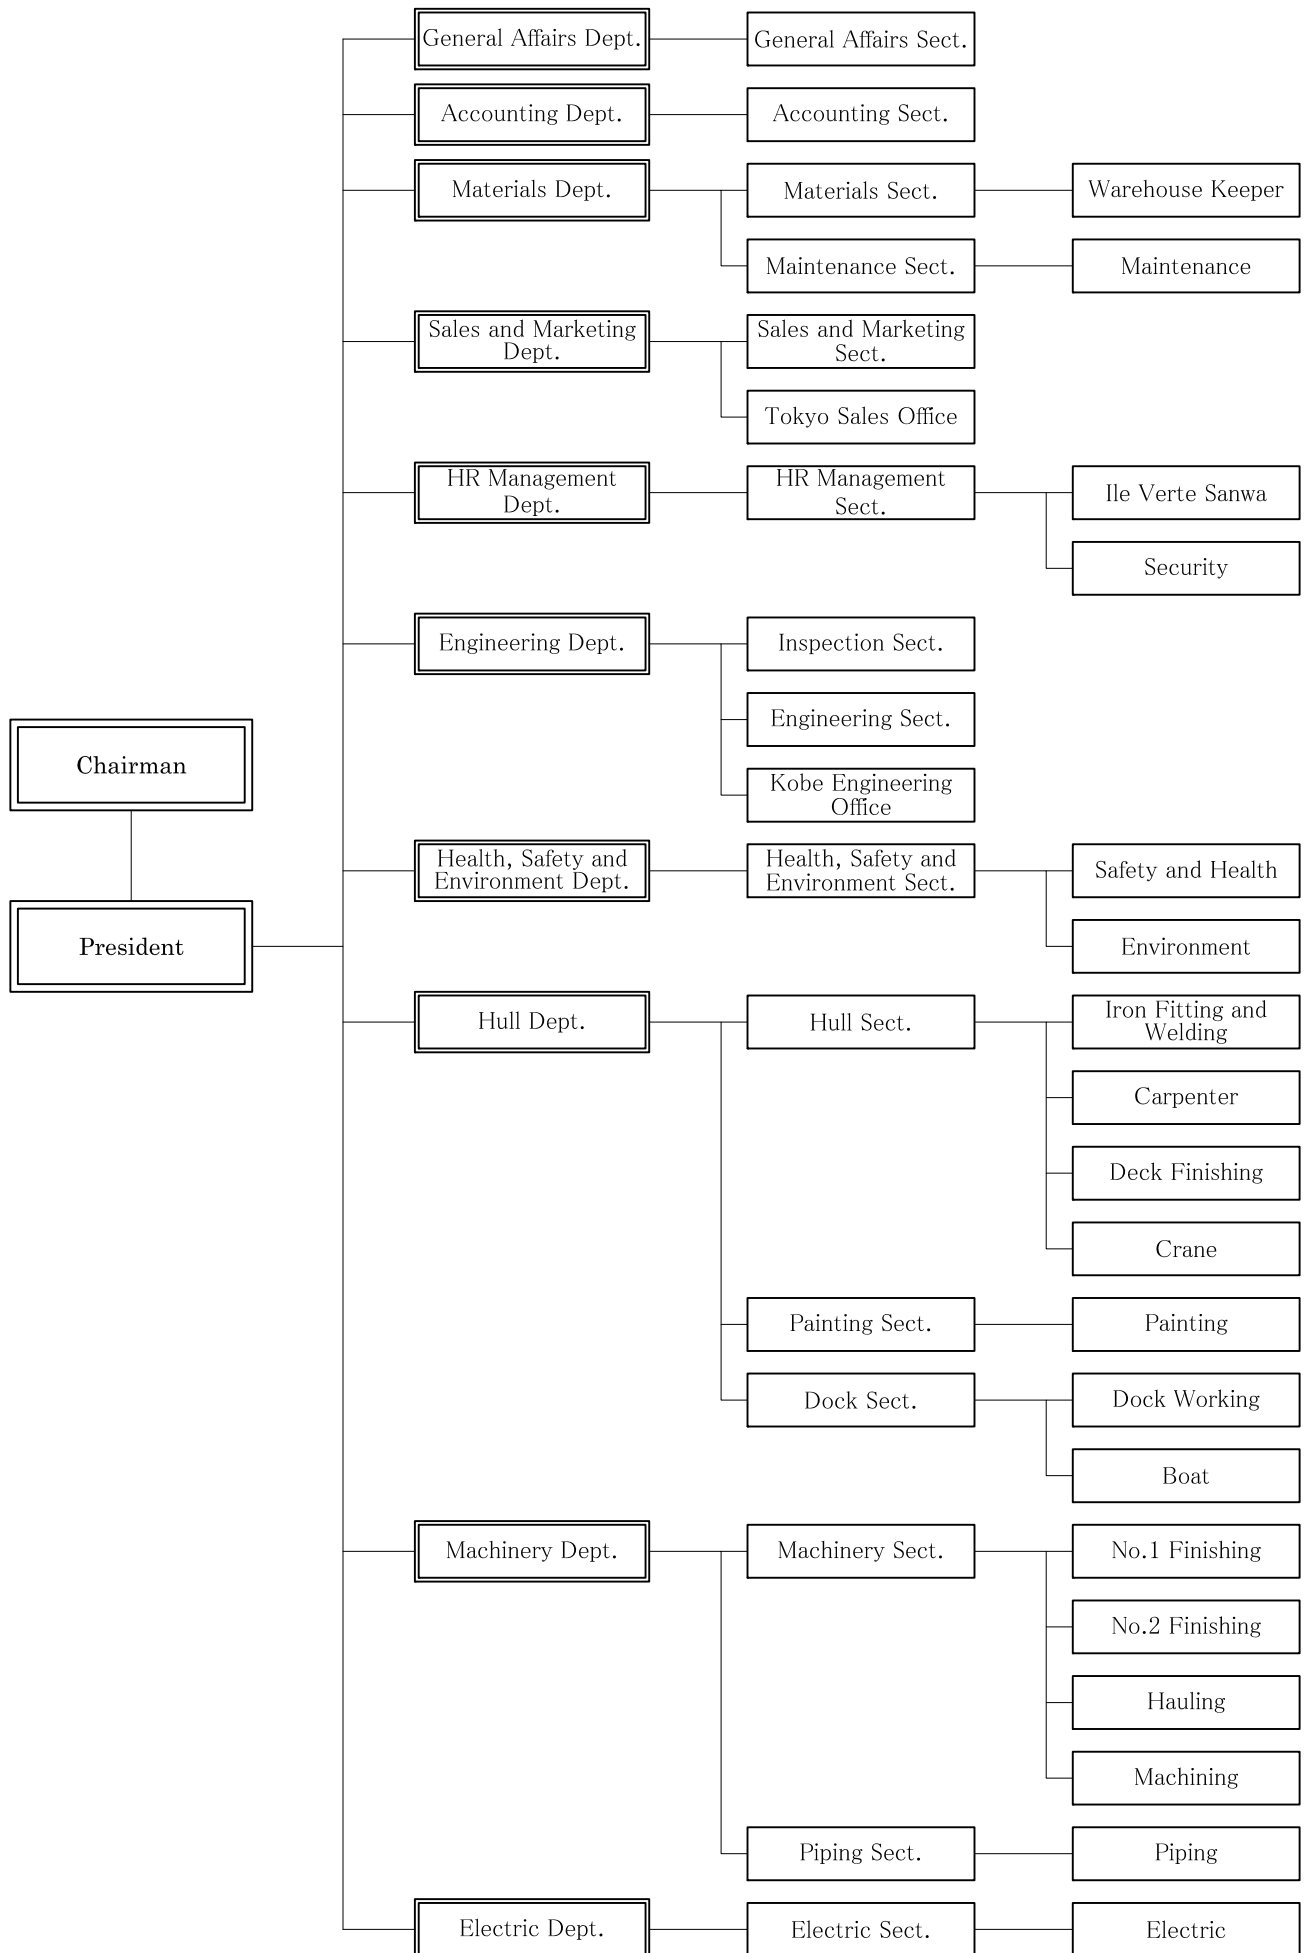 General Affairs Dept.
General Affairs Sect.
Accounting Dept.
Accounting Sect.
Materials Dept.
Materials Sect.
Warehouse Keeper
Maintenance Sect.
Maintenance
Sales and Marketing
Dept.
Sales and Marketing
Sect.
Tokyo Sales Office
HR Management
Dept.
HR Management
Sect.
Ile Verte Sanwa
Security
Engineering Dept.
Inspection Sect.
Engineering Sect.
Kobe Engineering
Office
Chairman
Health, Safety and
Environment Dept.
Health, Safety and
Environment Sect.
Safety and Health
President
Environment
Hull Dept.
Hull Sect.
Iron Fitting and
Welding
Carpenter
Deck Finishing
Crane
Painting Sect.
Painting
Dock Sect.
Dock Working
Boat
Machinery Dept.
Machinery Sect.
No.1 Finishing
No.2 Finishing
Hauling
Machining
Piping Sect.
Piping
Electric Dept.
Electric Sect.
Electric